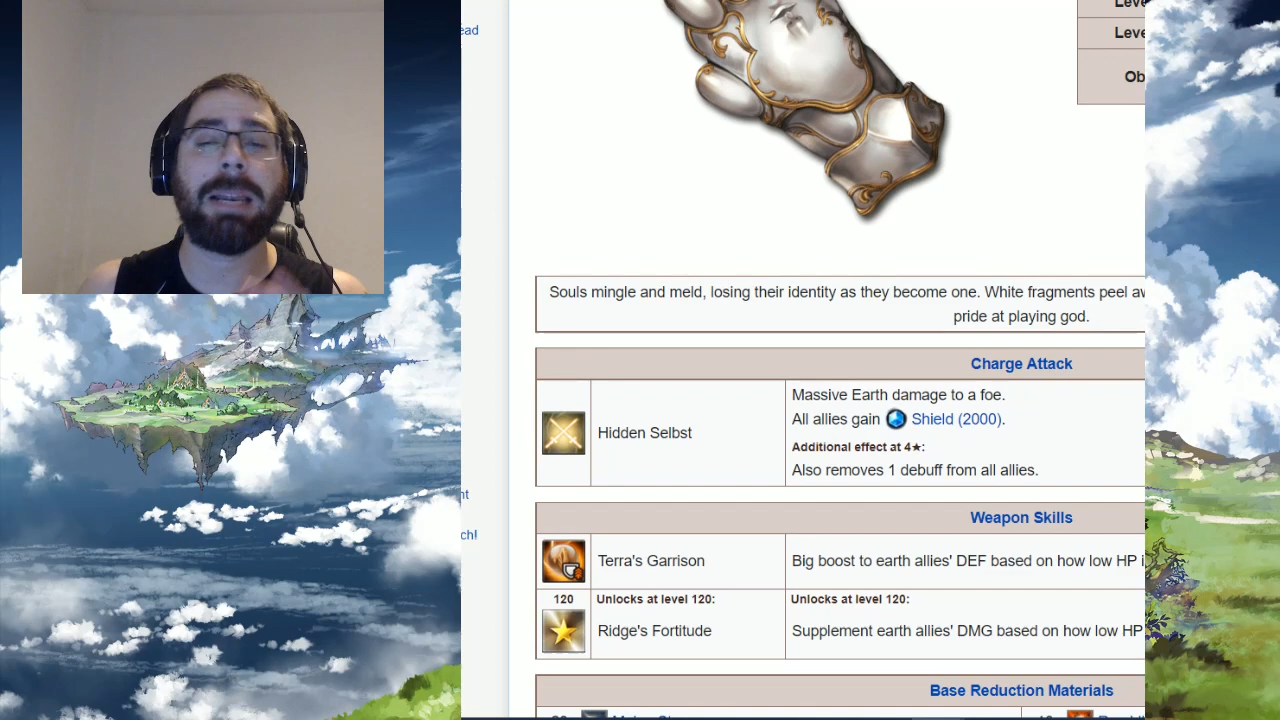 ead
Leve
Leve
Ob
Souls mingle and meld, losing their identity as they become one. White fragments peel av
pride at playing god.
Charge Attack
Hidden Selbst
Massive Earth damage to a foe.
All allies gain Shield (2000).
Additional effect at 4★:
Also removes 1 debuff from all allies.
nt
ch!
Weapon Skills
Terra's Garrison
Big boost to earth allies' DEF based on how low HP i
120
Unlocks at level 120:
Unlocks at level 120:
Ridge's Fortitude
Supplement earth allies' DMG based on how low HP
Base Reduction Materials